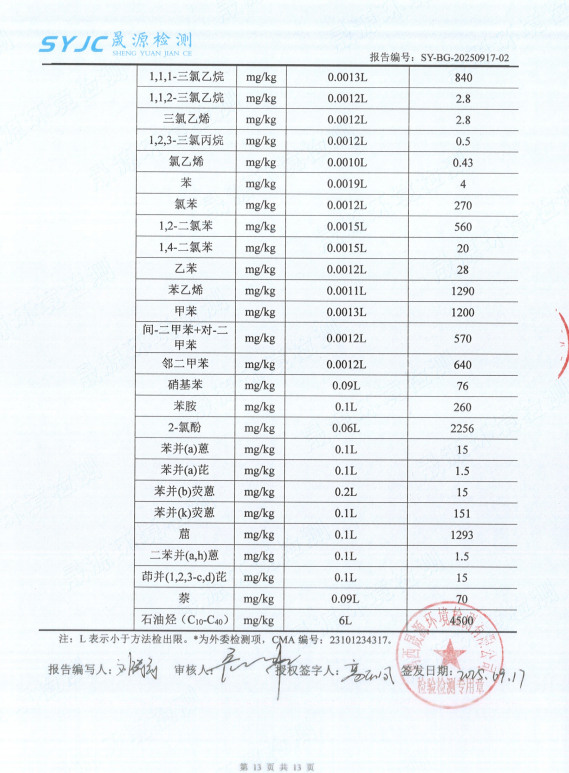 SYJC 晟源检测
SHENG YUAN JIAN CE
报告编号：SY-BG-20250917-02
1,1,1-三氯乙烷 mg/kg 0.0013L 840
1,1,2-三氯乙烷 mg/kg 0.0012L 2.8
三氯乙烯 mg/kg 0.0012L 2.8
1,2,3-三氯丙烷 mg/kg 0.0012L 0.5
氯乙烯 mg/kg 0.0010L 0.43
苯 mg/kg 0.0019L 4
氯苯 mg/kg 0.0012L 270
1,2-二氯苯 mg/kg 0.0015L 560
1,4-二氯苯 mg/kg 0.0015L 20
乙苯 mg/kg 0.0012L 28
苯乙烯 mg/kg 0.0011L 1290
甲苯 mg/kg 0.0013L 1200
间-二甲苯+对-二
甲苯 mg/kg 0.0012L 570
邻二甲苯 mg/kg 0.0012L 640
硝基苯 mg/kg 0.09L 76
苯胺 mg/kg 0.1L 260
2-氯酚 mg/kg 0.06L 2256
苯并(a)蒽 mg/kg 0.1L 15
苯并(a)芘 mg/kg 0.1L 1.5
苯并(b)荧蒽 mg/kg 0.2L 15
苯并(k)荧蒽 mg/kg 0.1L 151
䓛 mg/kg 0.1L 1293
二苯并(a,h)蒽 mg/kg 0.1L 1.5
茚并(1,2,3-c,d)芘 mg/kg 0.1L 15
萘 mg/kg 0.09L 70
石油烃（C10-C40） mg/kg 6L 4500
注：L 表示小于方法检出限。*为外委检测项，CMA 编号：23101234317。
报告编写人： 审核人： 授权签字人： 签发日期：2025.09.17
检验检测专用章
第 13 页 共 13 页